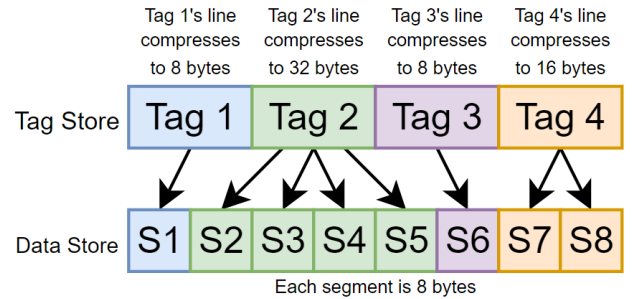 Tag 1's line Tag 2's line Tag 3's line Tag 4's line
compresses compresses compresses compresses
to 8 bytes to 32 bytes to 8 bytes to 16 bytes
Tag Store Tag 1 Tag 2 Tag 3 Tag 4
Data Store S1 S2 S3 S4 S5 S6 S7 S8
Each segment is 8 bytes